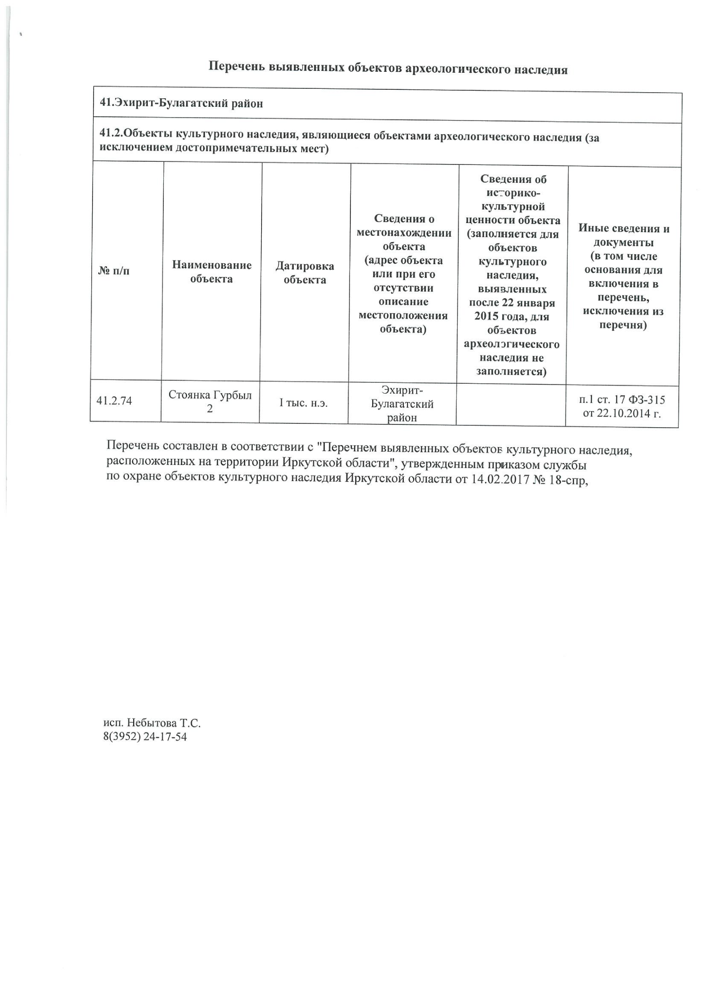 Перечень выявленных объектов археологического наследия
41.Эхирит-Булагатский район
41.2.Объекты культурного наследия, являющиеся объектами археологического наследия (за
исключением достопримечательных мест)
№ п/п
Наименование
объекта
Датировка
объекта
Сведения о
местонахождении
объекта
(адрес объекта
или при его
отсутствии
описание
местоположения
объекта)
Сведения об
историко-
культурной
ценности объекта
(заполняется для
объектов
культурного
наследия,
выявленных
после 22 января
2015 года, для
объектов
археологического
наследия не
заполняется)
Иные сведения и
документы
(в том числе
основания для
включения в
перечень,
исключения из
перечня)
41.2.74
Стоянка Гурбыл
2
I тыс. н.э.
Эхирит-
Булагатский
район
п.1 ст. 17 ФЗ-315
от 22.10.2014 г.
Перечень составлен в соответствии с "Перечнем выявленных объектов культурного наследия,
расположенных на территории Иркутской области", утвержденным приказом службы
по охране объектов культурного наследия Иркутской области от 14.02.2017 № 18-спр,
исп. Небытова Т.С.
8(3952) 24-17-54